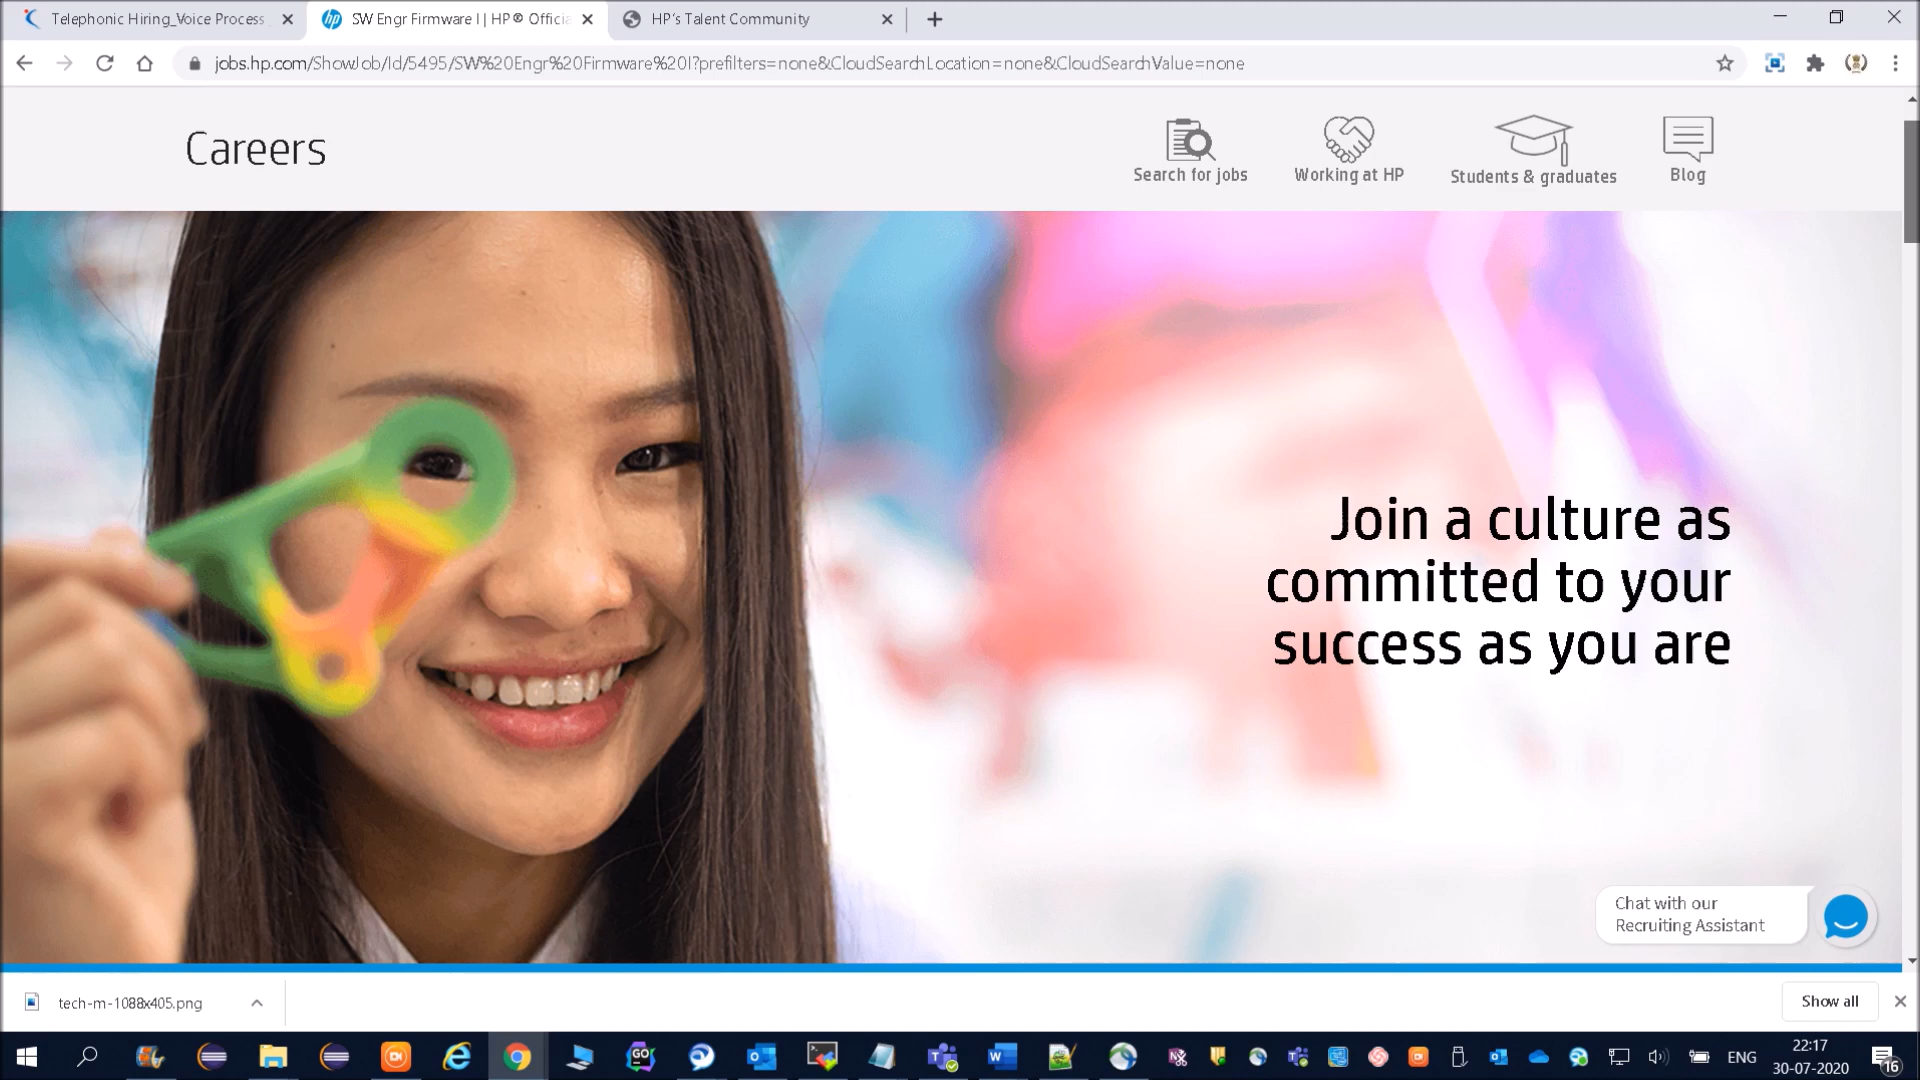 Telephonic Hiring_Voice Process
SW Engr Firmware I | HP® Officia
HP's Talent Community
jobs.hp.com/ShowJob/Id/5495/SW%20Engr%20Firmware%20I?prefilters=none&CloudSearchLocation=none&CloudSearchValue=none
Careers
Search for jobs
Working at HP
Students & graduates
Blog
Join a culture as
committed to your
success as you are
Chat with our
Recruiting Assistant
tech-m-1088x405.png
Show all
ENG
22:17
30-07-2020
16